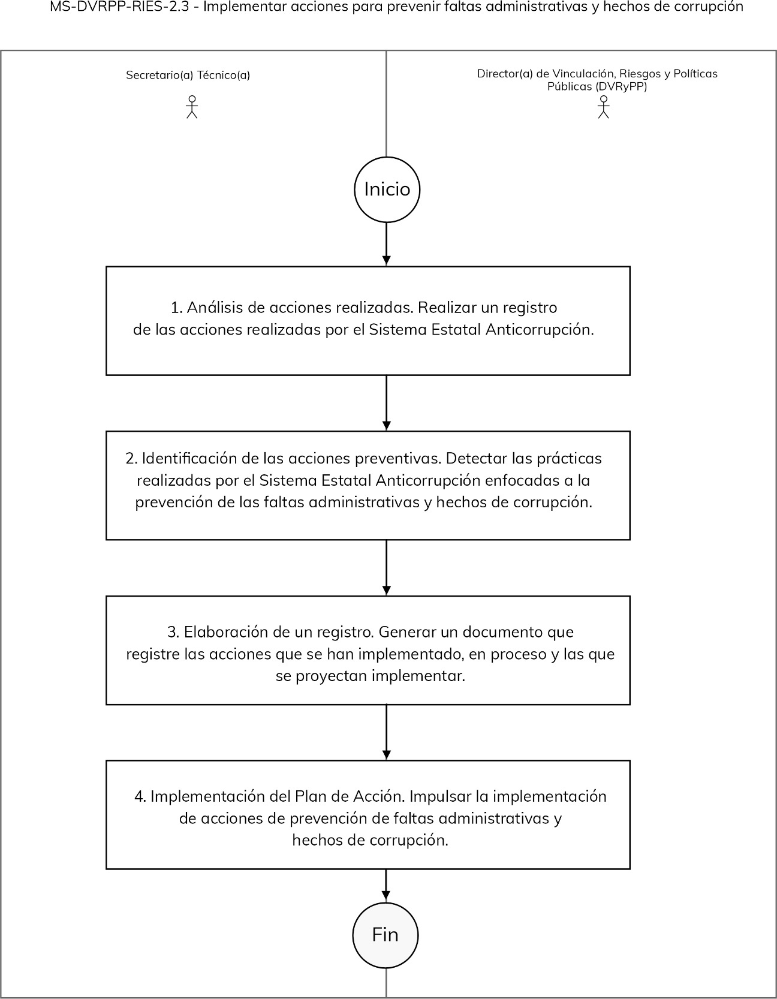 MS-DVRPP-RIES-2.3 - Implementar acciones para prevenir faltas administrativas y hechos de corrupción
Secretario(a) Técnico(a)
Director(a) de Vinculación, Riesgos y Políticas
Públicas (DVRyPP)
Inicio
1. Análisis de acciones realizadas. Realizar un registro
de las acciones realizadas por el Sistema Estatal Anticorrupción.
2. Identificación de las acciones preventivas. Detectar las prácticas
realizadas por el Sistema Estatal Anticorrupción enfocadas a la
prevención de las faltas administrativas y hechos de corrupción.
3. Elaboración de un registro. Generar un documento que
registre las acciones que se han implementado, en proceso y las que
se proyectan implementar.
4. Implementación del Plan de Acción. Impulsar la implementación
de acciones de prevención de faltas administrativas y
hechos de corrupción.
Fin